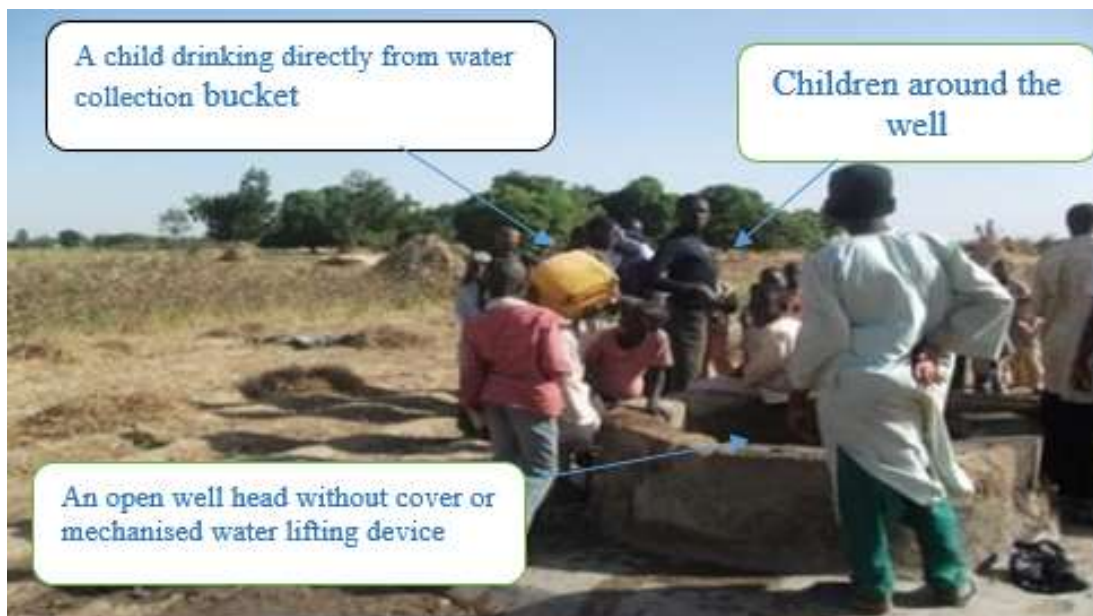 A child drinking directly from water
collection bucket
Children around the
well
An open well head without cover or
mechanised water lifting device